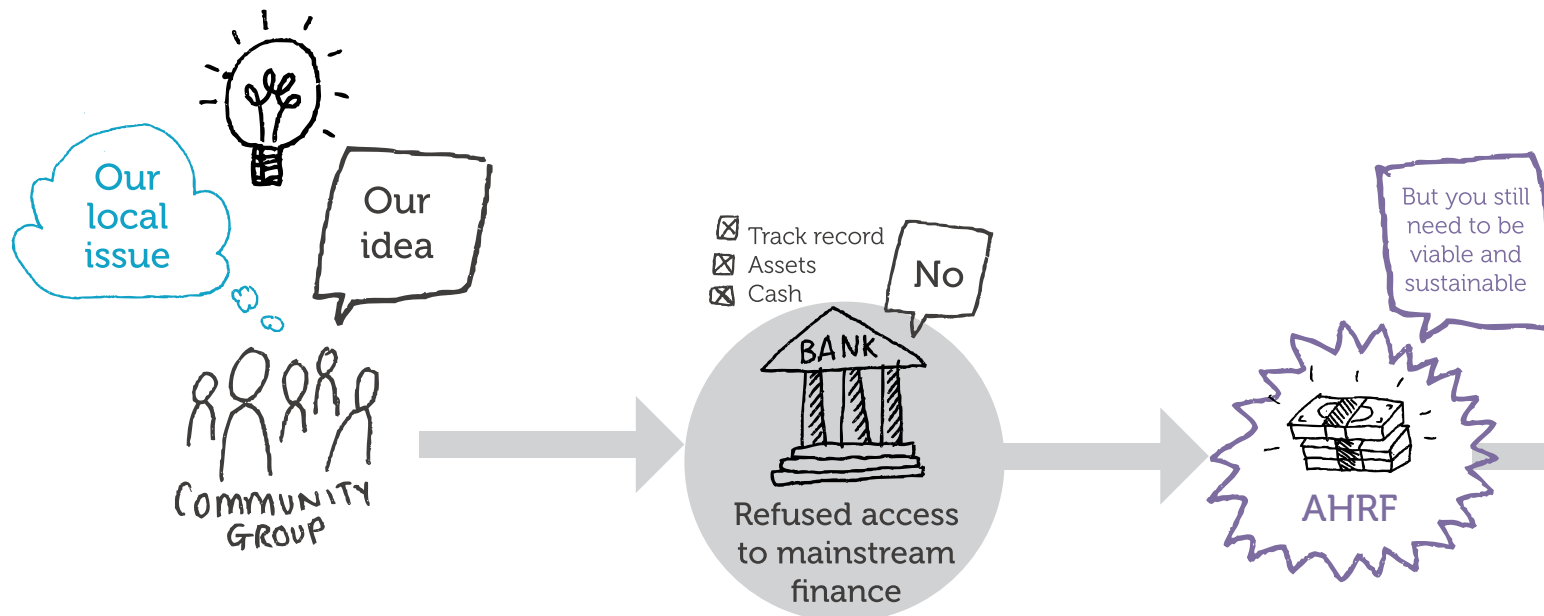 Our
local
issue
Our
idea
COMMUNITY
GROUP
Track record
Assets
Cash
No
BANK
Refused access
to mainstream
finance
But you still
need to be
viable and
sustainable
AHRF